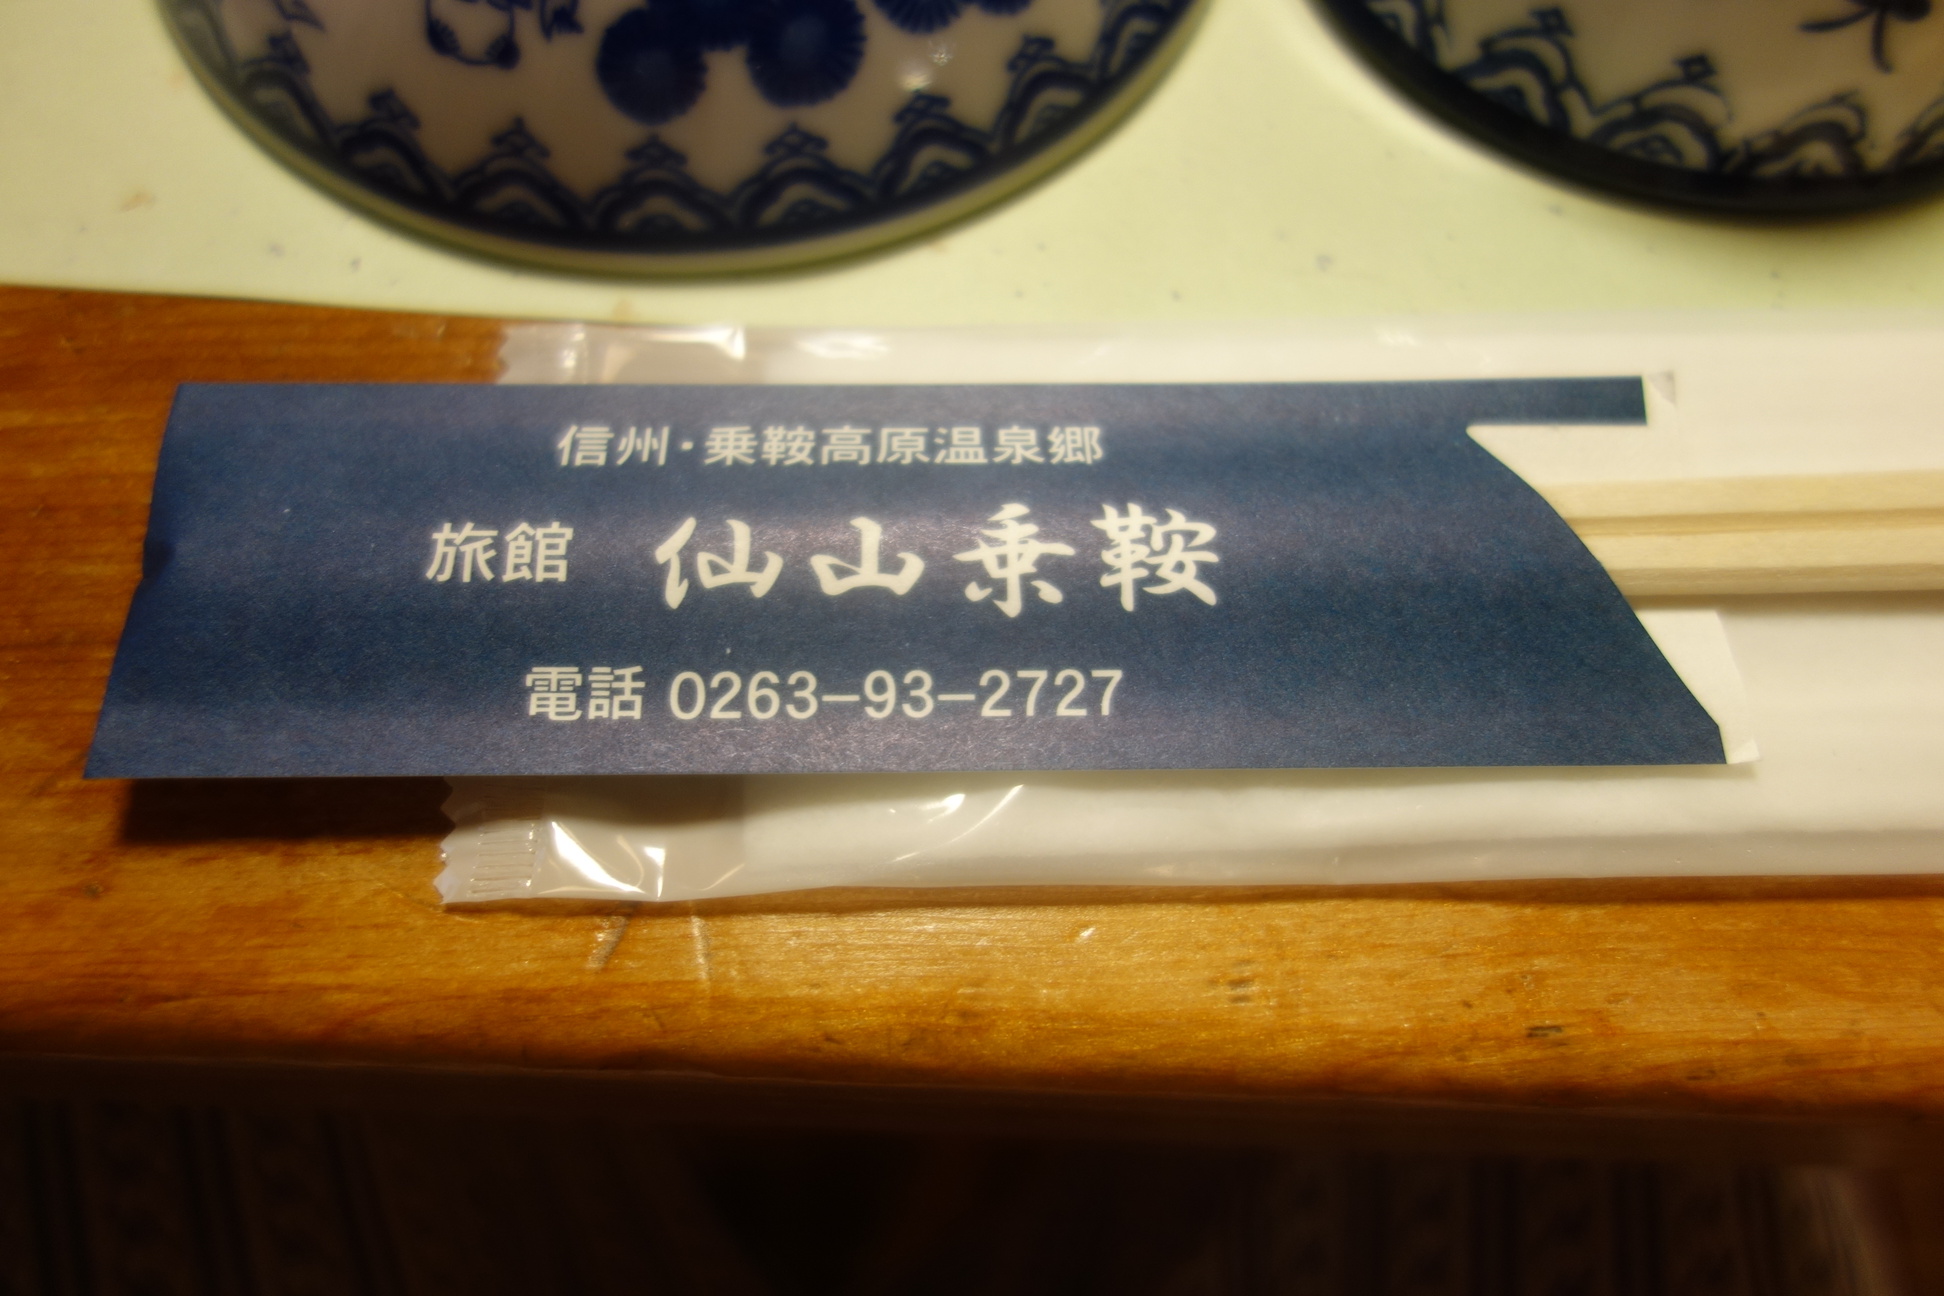 信州・乗鞍高原温泉郷
旅館 仙山乗鞍
電話 0263-93-2727